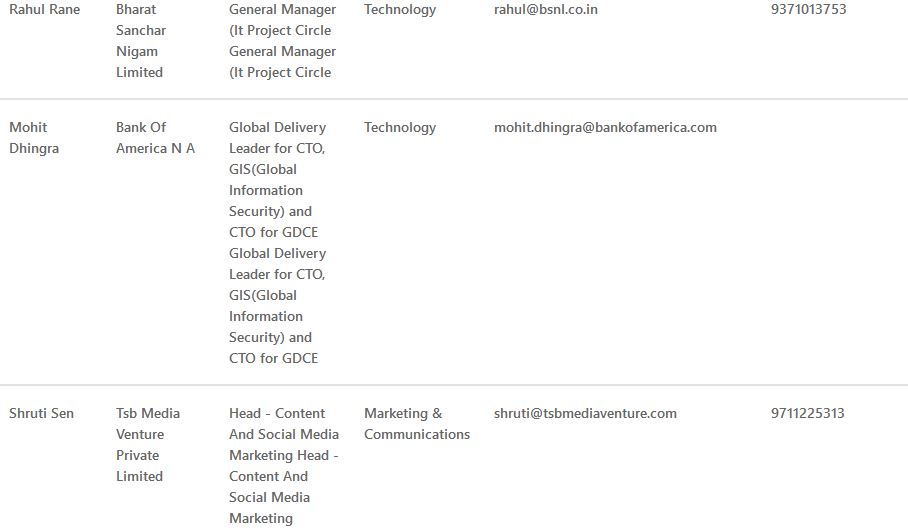 Rahul Rane
Bharat
Sanchar
Nigam
Limited
General Manager
(It Project Circle
General Manager
(It Project Circle
Technology
rahul@bsnl.co.in
9371013753
Mohit
Dhingra
Bank Of
America N A
Global Delivery
Leader for CTO,
GIS(Global
Information
Security) and
CTO for GDCE
Global Delivery
Leader for CTO,
GIS(Global
Information
Security) and
CTO for GDCE
Technology
mohit.dhingra@bankofamerica.com
Shruti Sen
Tsb Media
Venture
Private
Limited
Head - Content
And Social Media
Marketing Head -
Content And
Social Media
Marketing
Marketing &
Communications
shruti@tsbmediaventure.com
9711225313